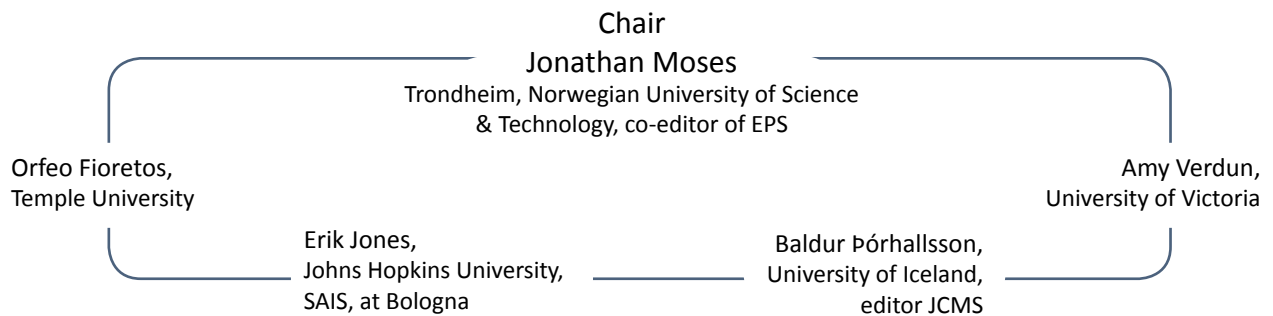 Chair
Jonathan Moses
Trondheim, Norwegian University of Science
& Technology, co-editor of EPS
Orfeo Fioretos,
Temple University
Amy Verdun,
University of Victoria
Erik Jones,
Johns Hopkins University,
SAIS, at Bologna
Baldur Þórhallsson,
University of Iceland,
editor JCMS